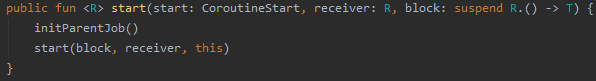 public fun <R> start(start: CoroutineStart, receiver: R, block: suspend R.() -> T) {
initParentJob()
start(block, receiver, this)
}